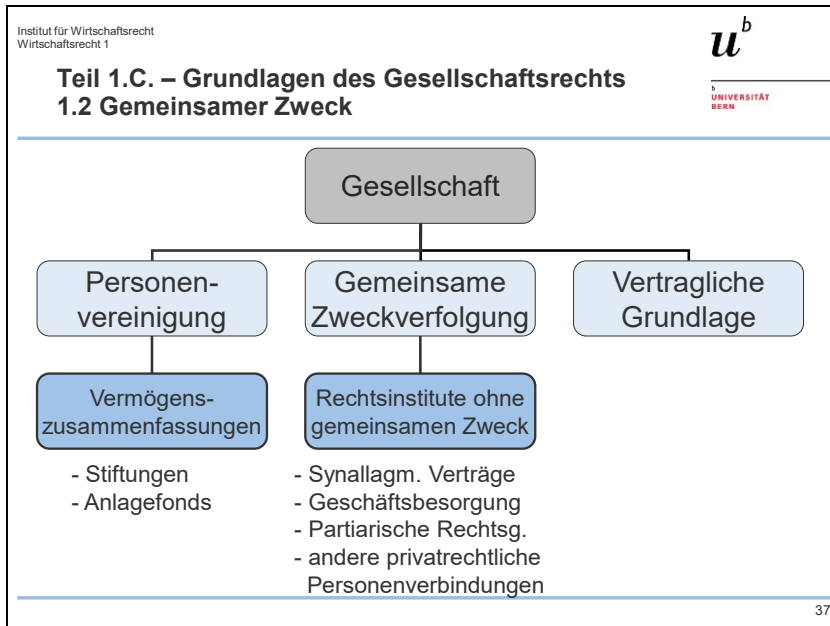 Institut für Wirtschaftsrecht
Wirtschaftsrecht 1
u^b
b
UNIVERSITÄT
BERN
Teil 1.C. – Grundlagen des Gesellschaftsrechts
1.2 Gemeinsamer Zweck
Gesellschaft
Personen-
vereinigung
Gemeinsame
Zweckverfolgung
Vertragliche
Grundlage
Vermögens-
zusammenfassungen
Rechtsinstitute ohne
gemeinsamen Zweck
- Stiftungen
- Anlagefonds
- Synallagm. Verträge
- Geschäftsbesorgung
- Partiarische Rechtsg.
- andere privatrechtliche
Personenverbindungen
37